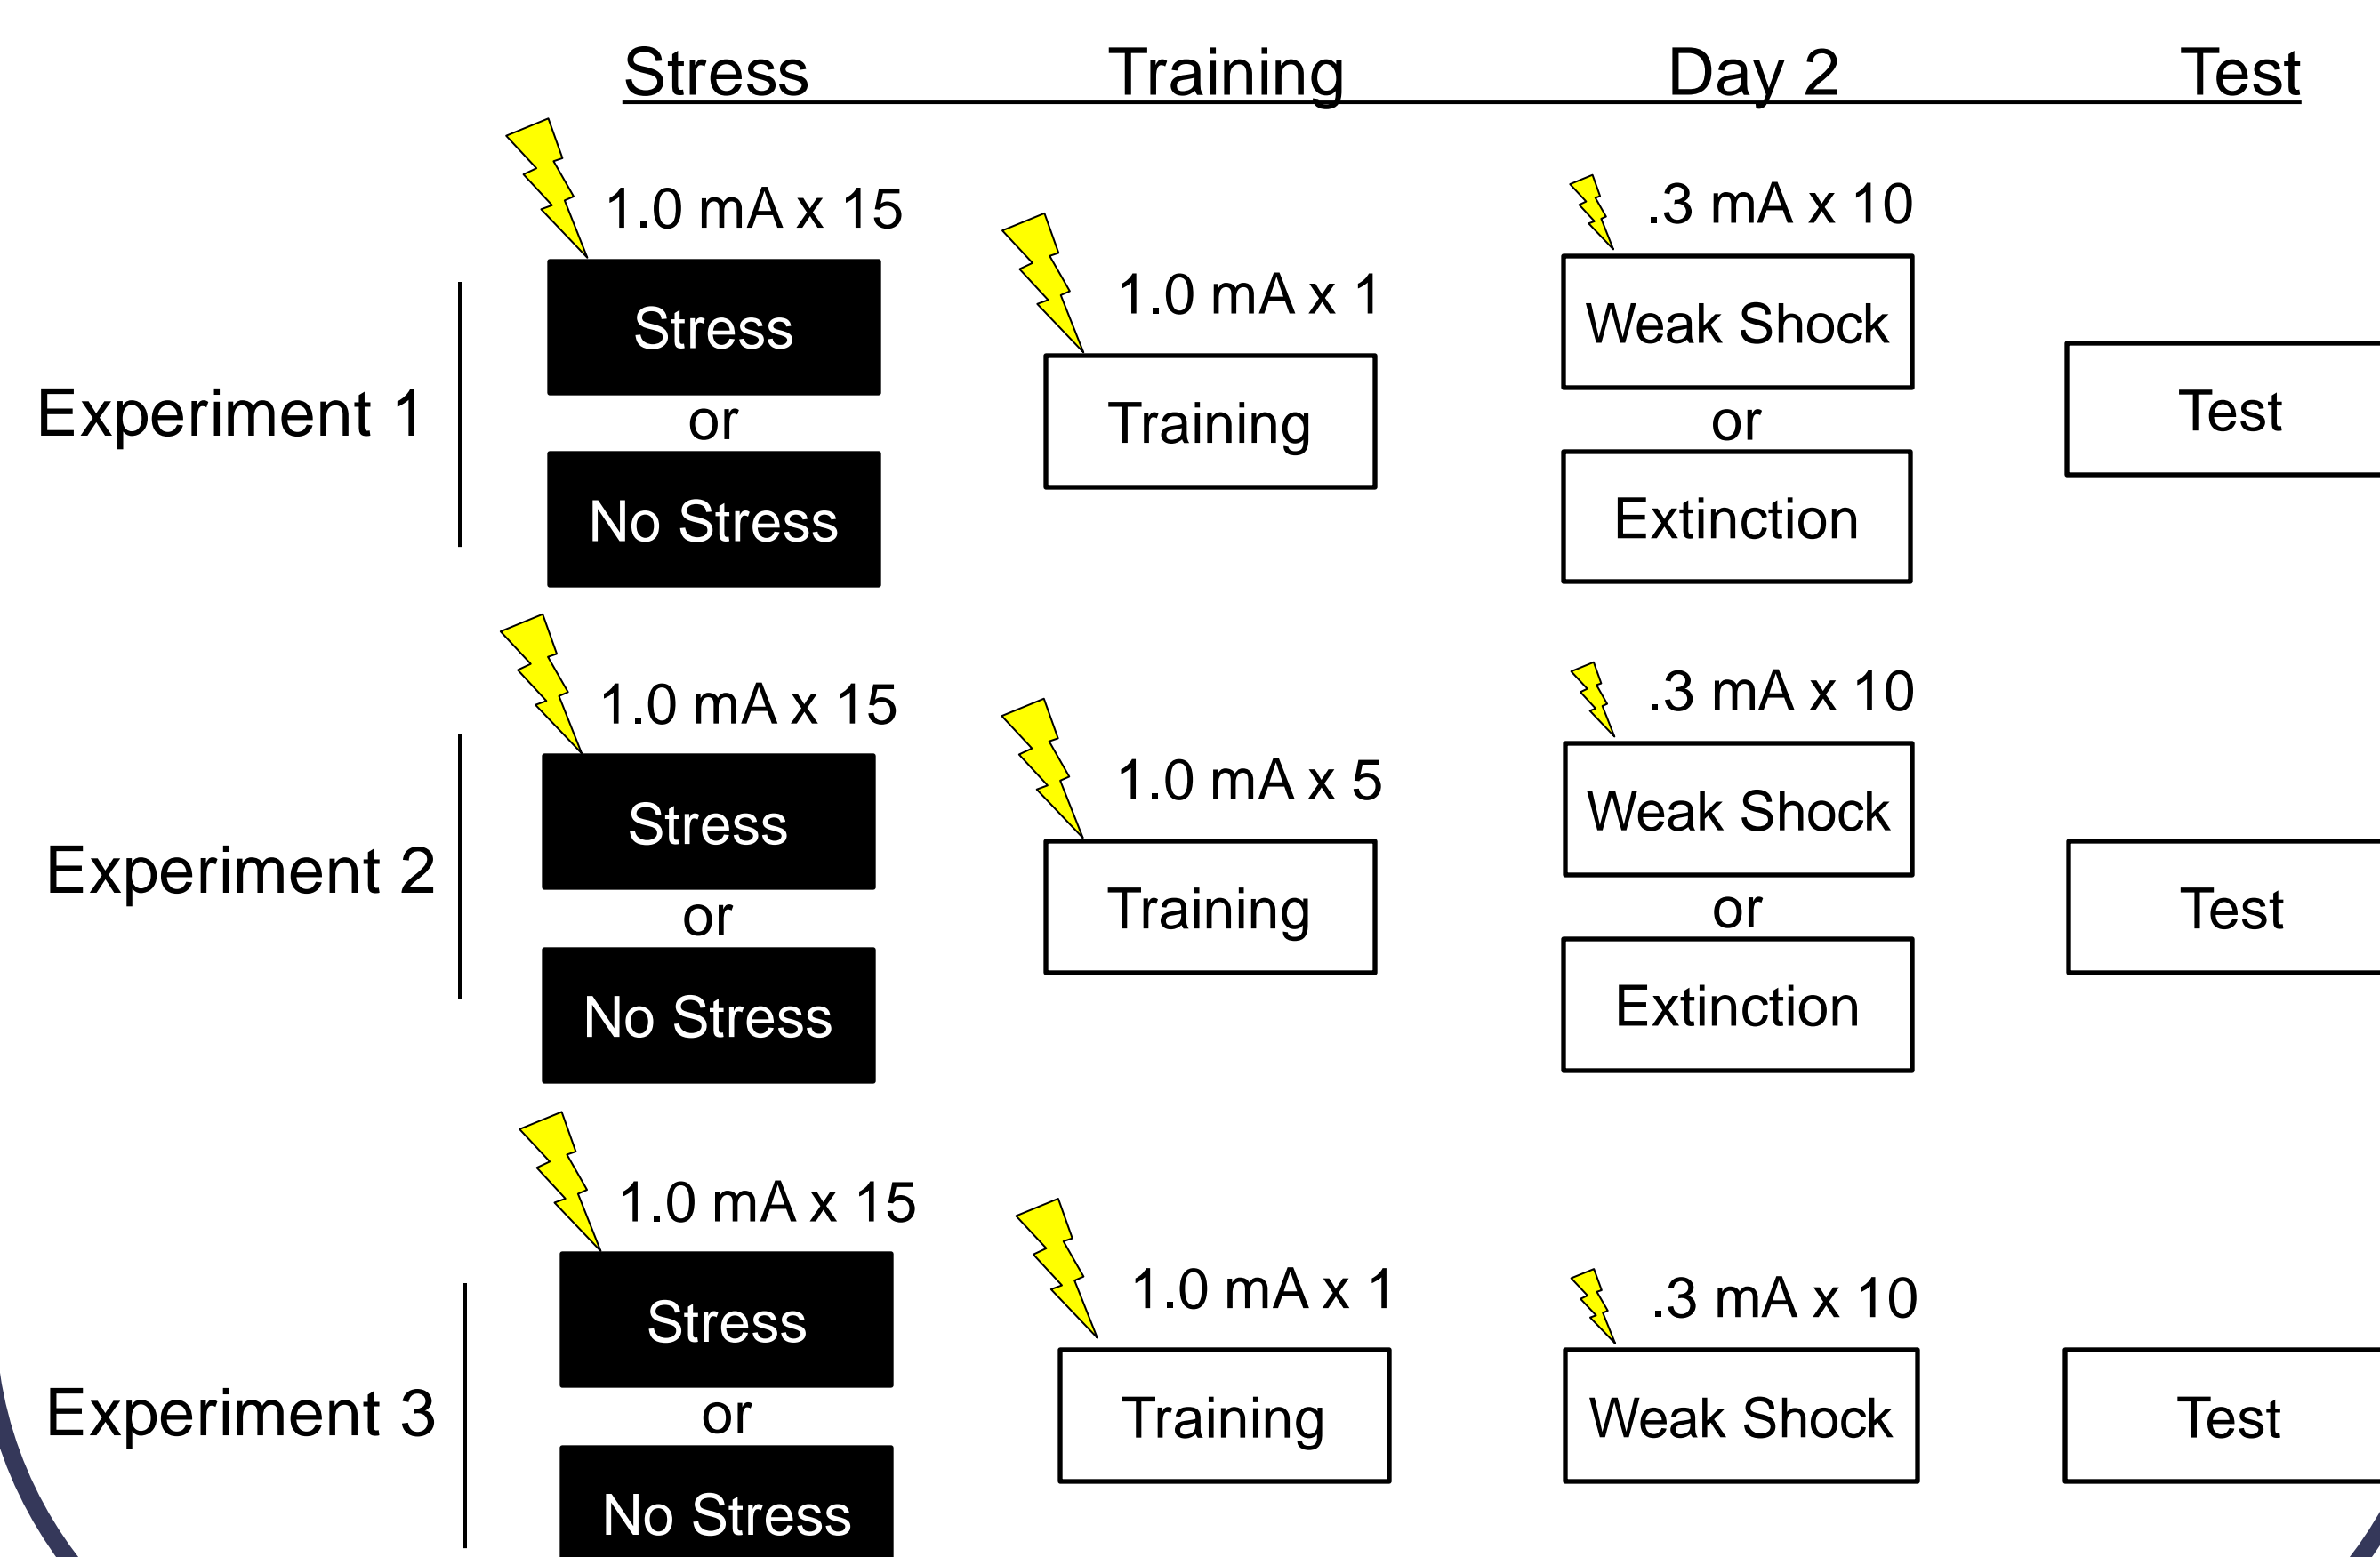 Stress Training Day 2 Test
Experiment 1
1.0 mA x 15
Stress
or
No Stress
1.0 mA x 1
Training
.3 mA x 10
Weak Shock
or
Extinction
Test
Experiment 2
1.0 mA x 15
Stress
or
No Stress
1.0 mA x 5
Training
.3 mA x 10
Weak Shock
or
Extinction
Test
Experiment 3
1.0 mA x 15
Stress
or
No Stress
1.0 mA x 1
Training
.3 mA x 10
Weak Shock
Test